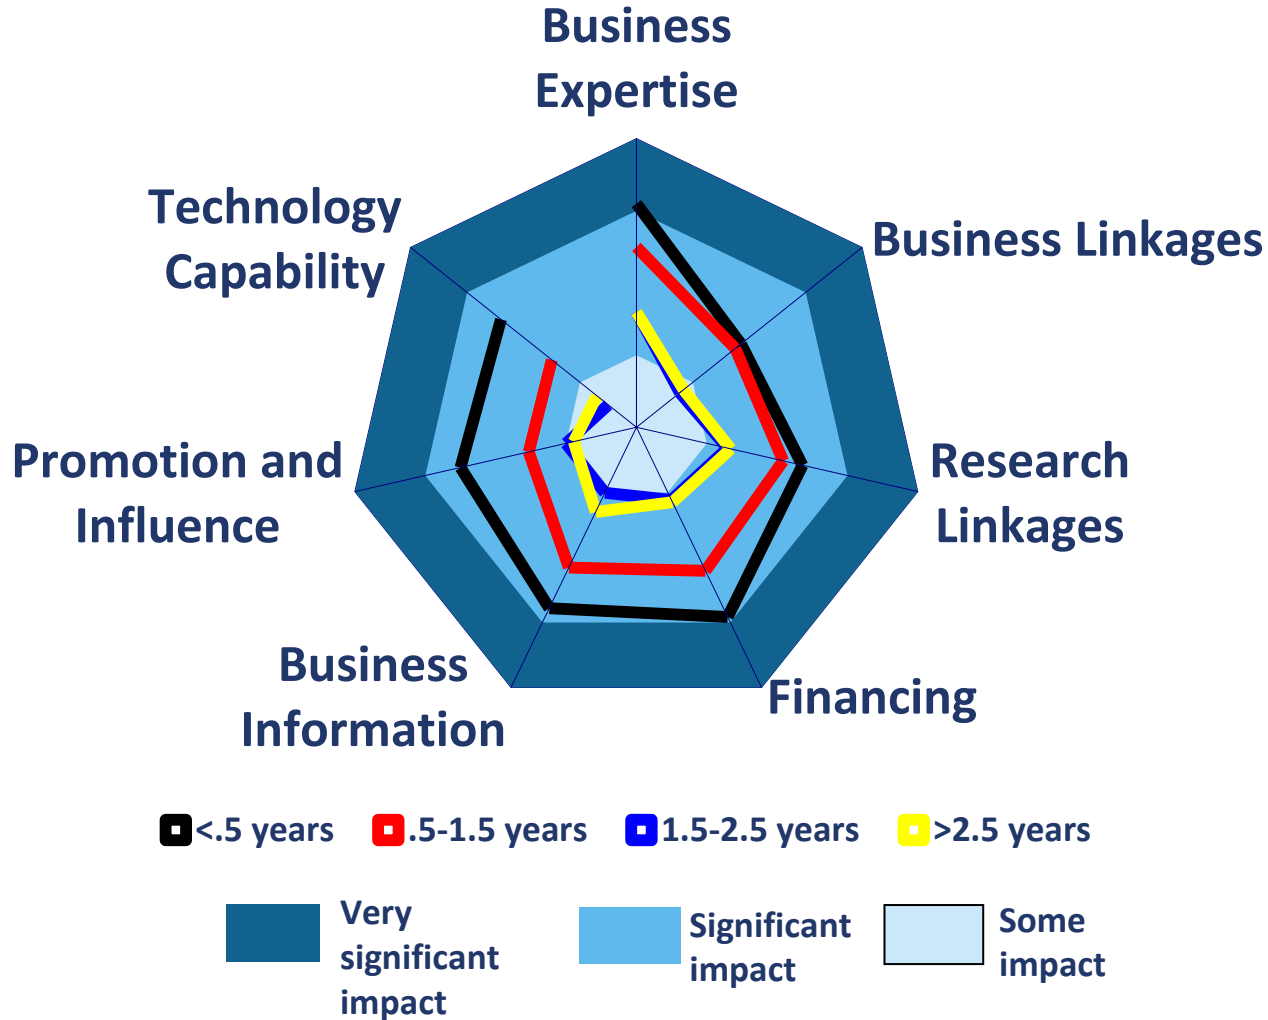 Business
Expertise
Technology
Capability
Business Linkages
Promotion and
Influence
Research
Linkages
Business
Information
Financing
<.5 years
.5-1.5 years
1.5-2.5 years
>2.5 years
Very
significant
impact
Significant
impact
Some
impact